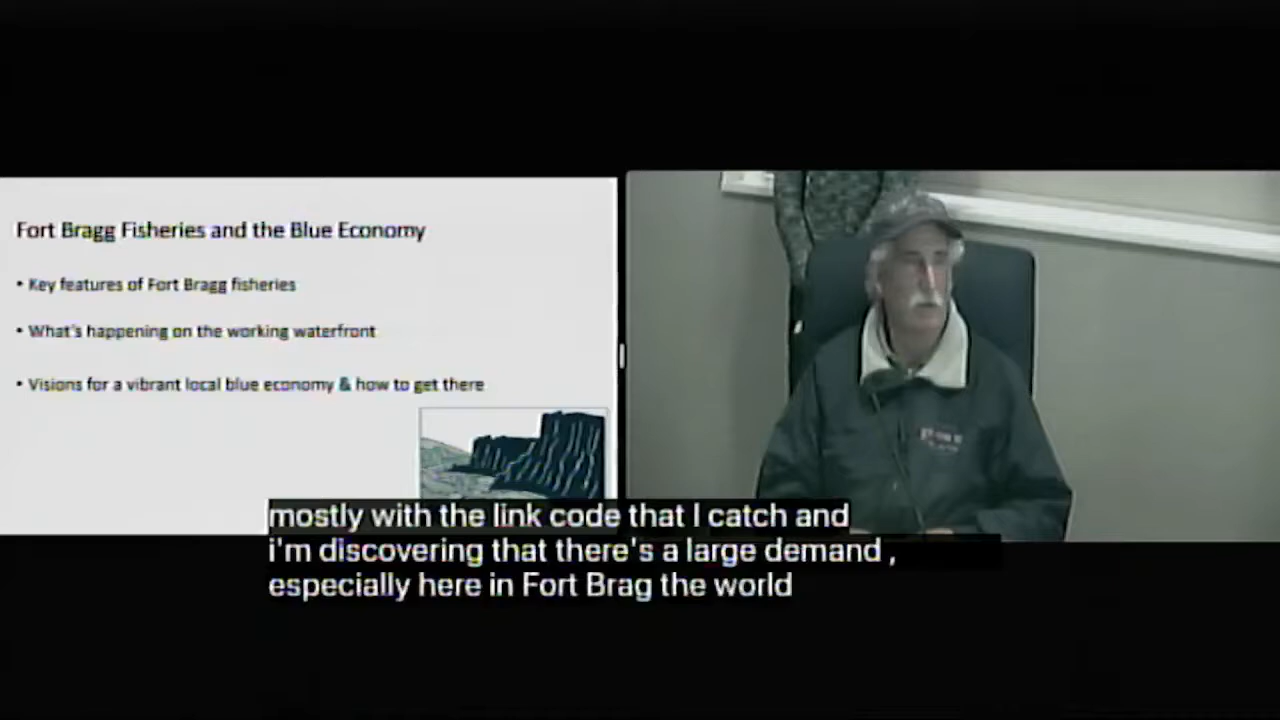 Fort Bragg Fisheries and the Blue Economy
• Key features of Fort Bragg fisheries
• What's happening on the working waterfront
• Visions for a vibrant local blue economy & how to get there
mostly with the link code that I catch and
i'm discovering that there's a large demand ,
especially here in Fort Brag the world